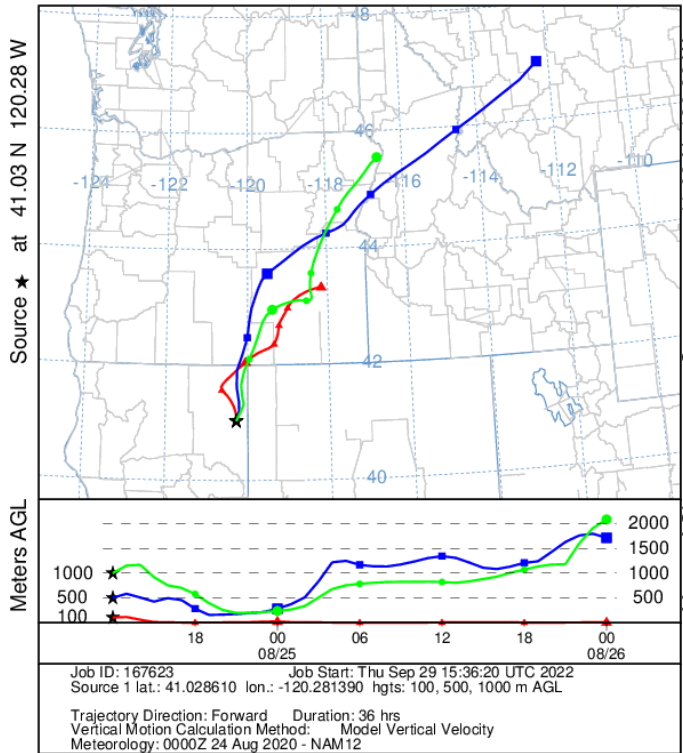 Source ★ at 41.03 N 120.28 W
48
46
-124
-122
-120
-118
-116
-114
-112
-110
44
42
40
Meters AGL
2000
1500
1000 1000
500 500
100
18 00 06 12 18 00
08/25 08/26
Job ID: 167623 Job Start: Thu Sep 29 15:36:20 UTC 2022
Source 1 lat.: 41.028610 lon.: -120.281390 hgts: 100, 500, 1000 m AGL
Trajectory Direction: Forward Duration: 36 hrs
Vertical Motion Calculation Method: Model Vertical Velocity
Meteorology: 0000Z 24 Aug 2020 - NAM12